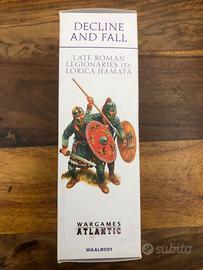 DECLINE
AND FALL
LATE ROMAN
LEGIONARIES (1):
LORICA HAMATA
WARGAMES
ATLANTIC
WAALR001
subito